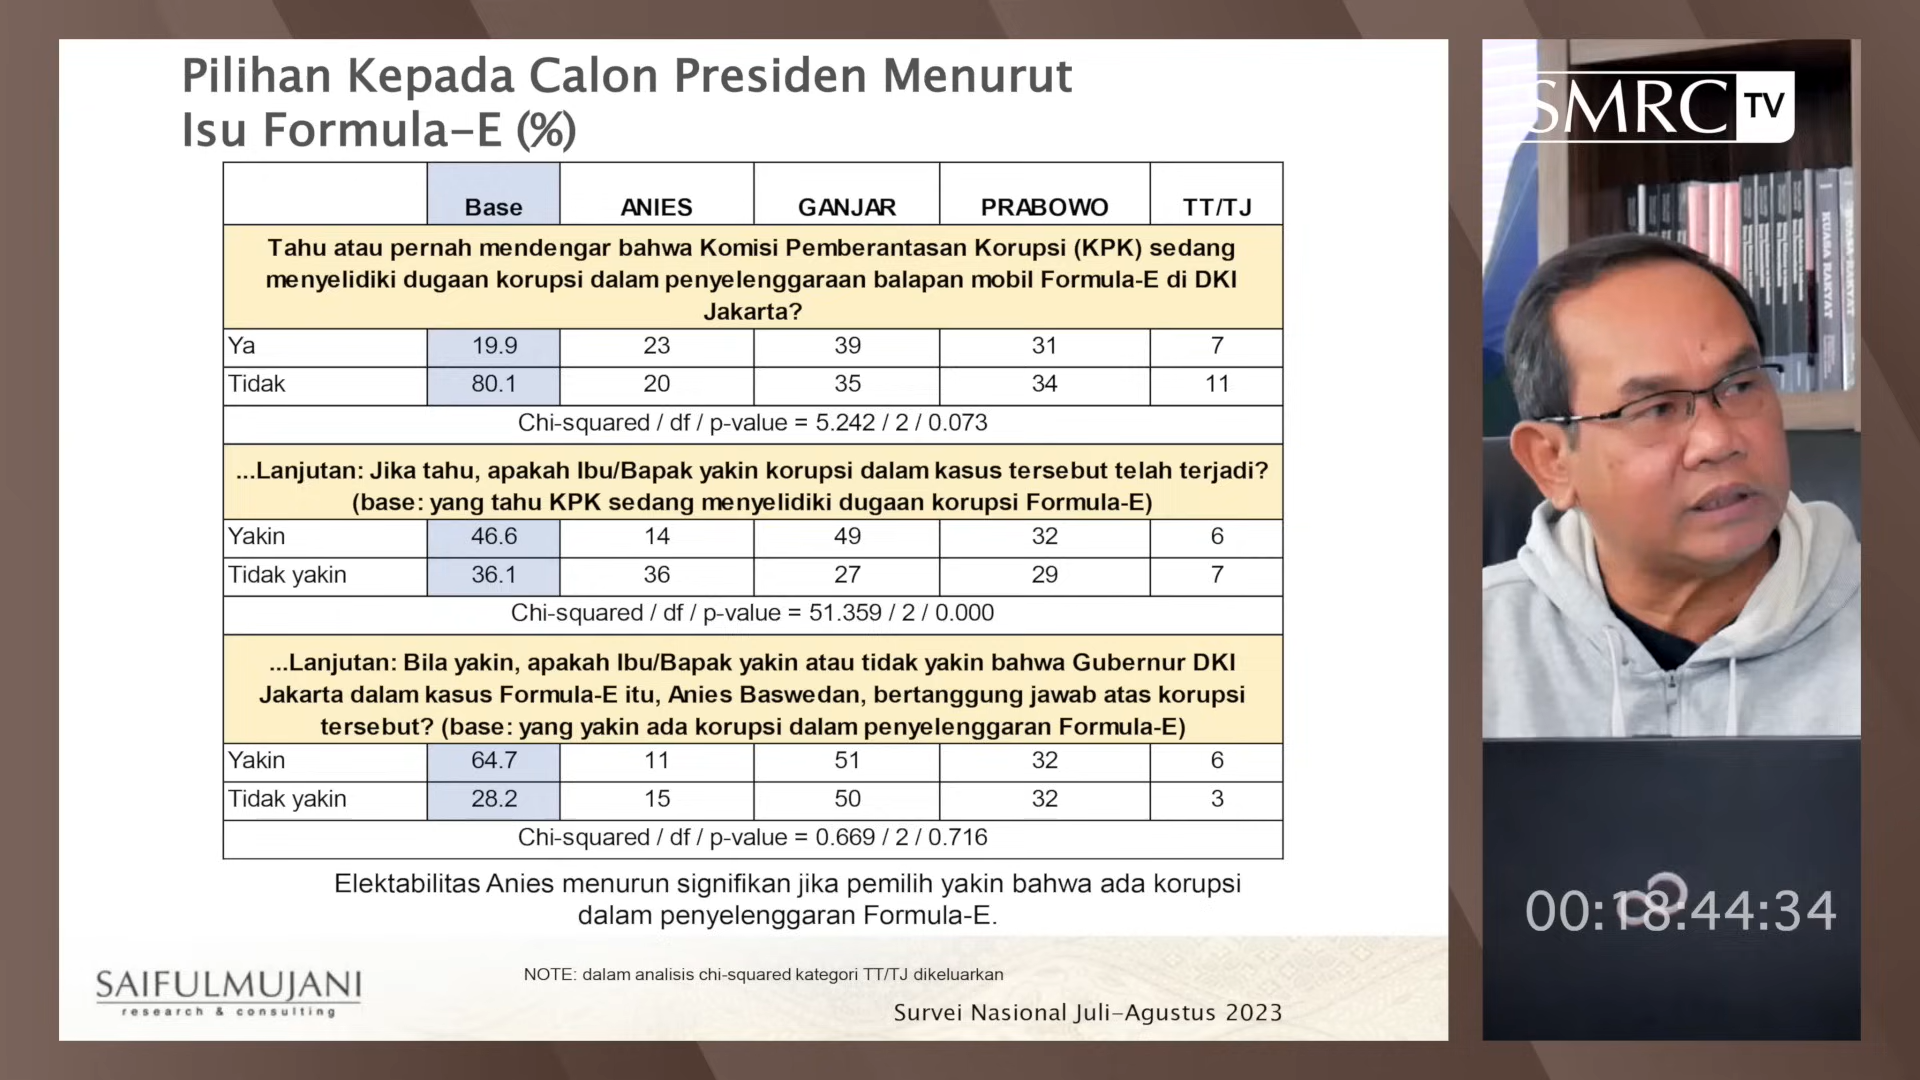 Pilihan Kepada Calon Presiden Menurut
Isu Formula-E (%)
Base ANIES GANJAR PRABOWO TT/TJ
Tahu atau pernah mendengar bahwa Komisi Pemberantasan Korupsi (KPK) sedang
menyelidiki dugaan korupsi dalam penyelenggaraan balapan mobil Formula-E di DKI
Jakarta?
Ya 19.9 23 39 31 7
Tidak 80.1 20 35 34 11
Chi-squared / df / p-value = 5.242 / 2 / 0.073
...Lanjutan: Jika tahu, apakah Ibu/Bapak yakin korupsi dalam kasus tersebut telah terjadi?
(base: yang tahu KPK sedang menyelidiki dugaan korupsi Formula-E)
Yakin 46.6 14 49 32 6
Tidak yakin 36.1 36 27 29 7
Chi-squared / df / p-value = 51.359 / 2 / 0.000
...Lanjutan: Bila yakin, apakah Ibu/Bapak yakin atau tidak yakin bahwa Gubernur DKI
Jakarta dalam kasus Formula-E itu, Anies Baswedan, bertanggung jawab atas korupsi
tersebut? (base: yang yakin ada korupsi dalam penyelenggaran Formula-E)
Yakin 64.7 11 51 32 6
Tidak yakin 28.2 15 50 32 3
Chi-squared / df / p-value = 0.669 / 2 / 0.716
Elektabilitas Anies menurun signifikan jika pemilih yakin bahwa ada korupsi
dalam penyelenggaran Formula-E.
NOTE: dalam analisis chi-squared kategori TT/TJ dikeluarkan
SAIFULMUJANI
research & consulting
Survei Nasional Juli-Agustus 2023
SMRC TV
KUASA RAKYAT
00:18:44:34